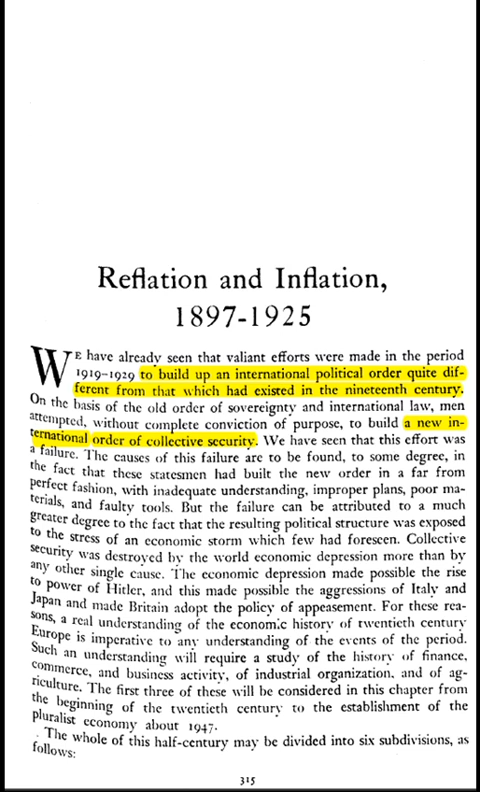 Reflation and Inflation,
1897-1925
WE have already seen that valiant efforts were made in the period
1919-1929 to build up an international political order quite dif-
ferent from that which had existed in the nineteenth century.
On the basis of the old order of sovereignty and international law, men
attempted, without complete conviction of purpose, to build a new in-
ternational order of collective security. We have seen that this effort was
a failure. The causes of this failure are to be found, to some degree, in
the fact that these statesmen had built the new order in a far from
perfect fashion, with inadequate understanding, improper plans, poor ma-
terials, and faulty tools. But the failure can be attributed to a much
greater degree to the fact that the resulting political structure was exposed
to the stress of an economic storm which few had foreseen. Collective
security was destroyed by the world economic depression more than by
any other single cause. The economic depression made possible the rise
to power of Hitler, and this made possible the aggressions of Italy and
Japan and made Britain adopt the policy of appeasement. For these rea-
sons, a real understanding of the economic history of twentieth century
Europe is imperative to any understanding of the events of the period.
Such an understanding will require a study of the history of finance,
commerce, and business activity, of industrial organization, and of ag-
riculture. The first three of these will be considered in this chapter from
the beginning of the twentieth century to the establishment of the
pluralist economy about 1947.
The whole of this half-century may be divided into six subdivisions, as
follows:
315